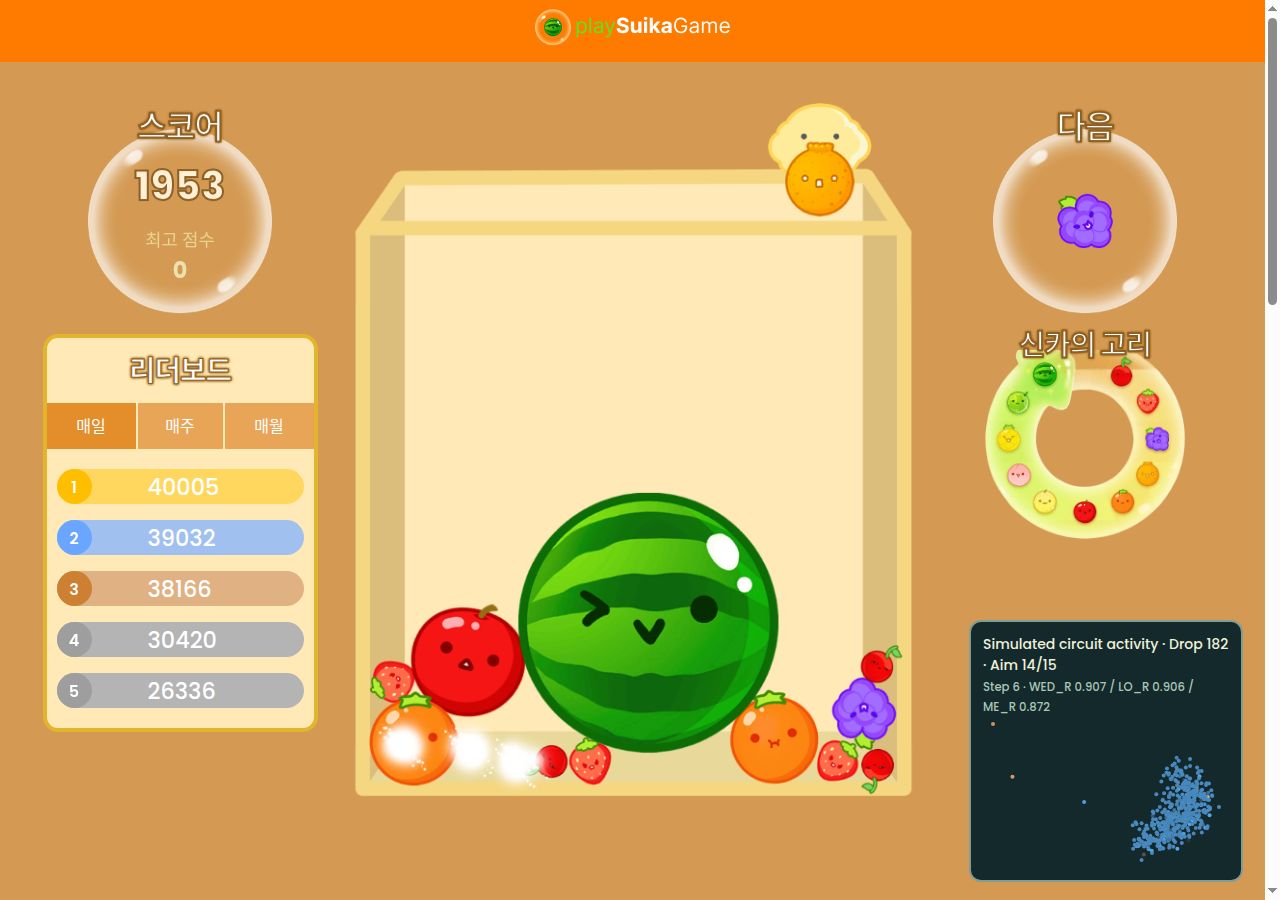 playSuikaGame
스코어
1953
최고 점수
0
다음
신카의 고리
리더보드
매일 매주 매월
1 40005
2 39032
3 38166
4 30420
5 26336
Simulated circuit activity · Drop 182
· Aim 14/15
Step 6 · WED_R 0.907 / LO_R 0.906 /
ME_R 0.872